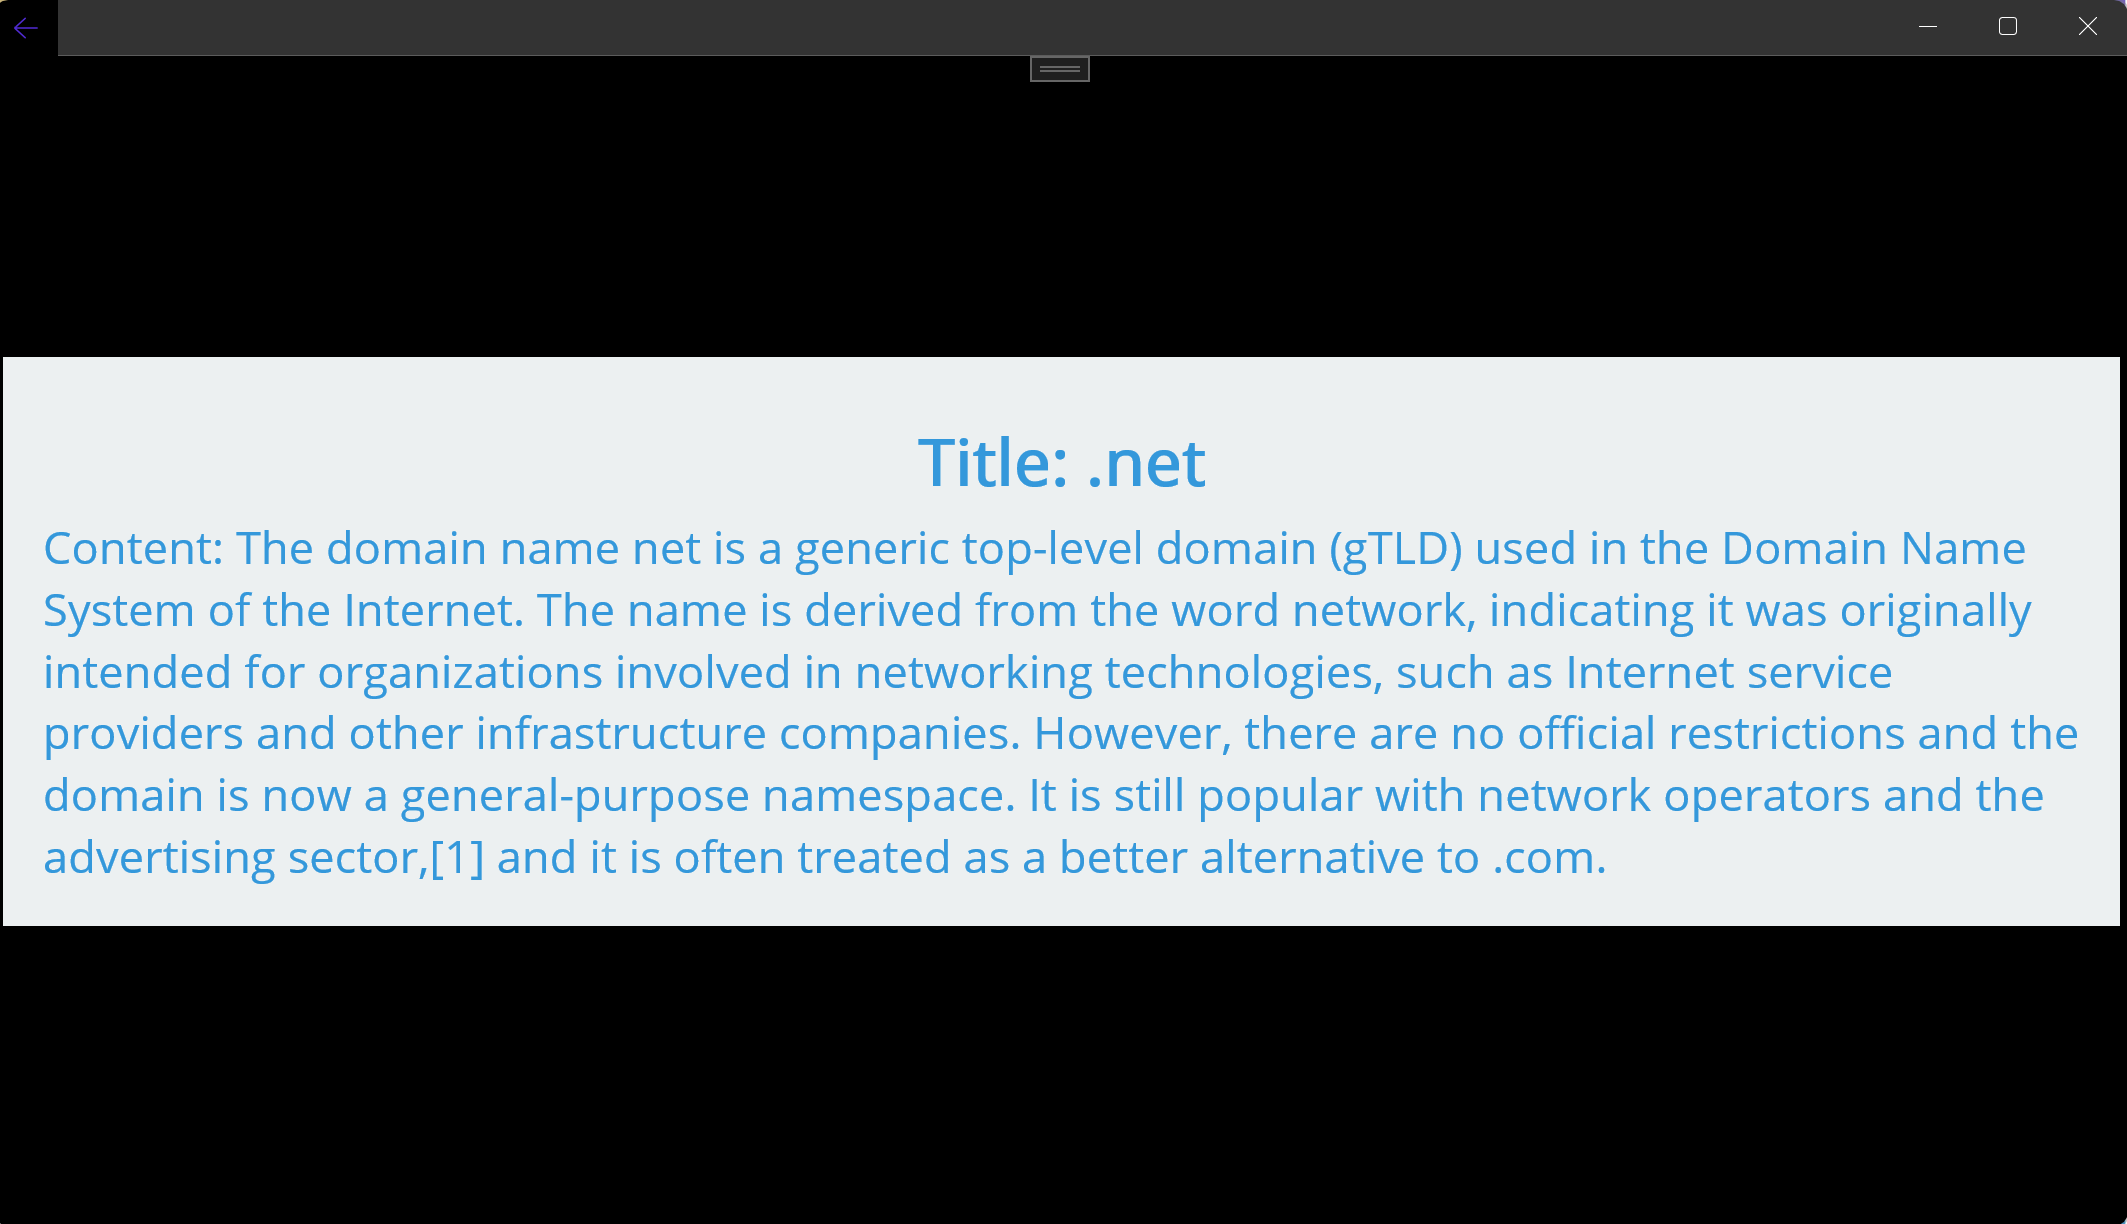 Title: .net
Content: The domain name net is a generic top-level domain (gTLD) used in the Domain Name
System of the Internet. The name is derived from the word network, indicating it was originally
intended for organizations involved in networking technologies, such as Internet service
providers and other infrastructure companies. However, there are no official restrictions and the
domain is now a general-purpose namespace. It is still popular with network operators and the
advertising sector,[1] and it is often treated as a better alternative to .com.